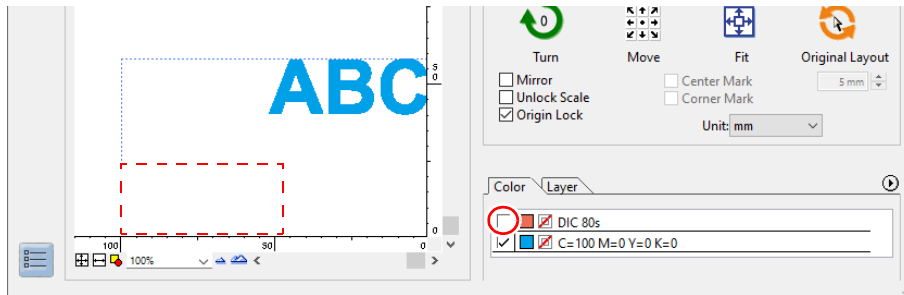 0
Turn
Move
Fit
Original Layout
Mirror
Unlock Scale
Origin Lock
Center Mark
Corner Mark
5 mm
Unit: mm
ABC
5
0
0
100
50
0
100%
Color
Layer
DIC 80s
C=100 M=0 Y=0 K=0